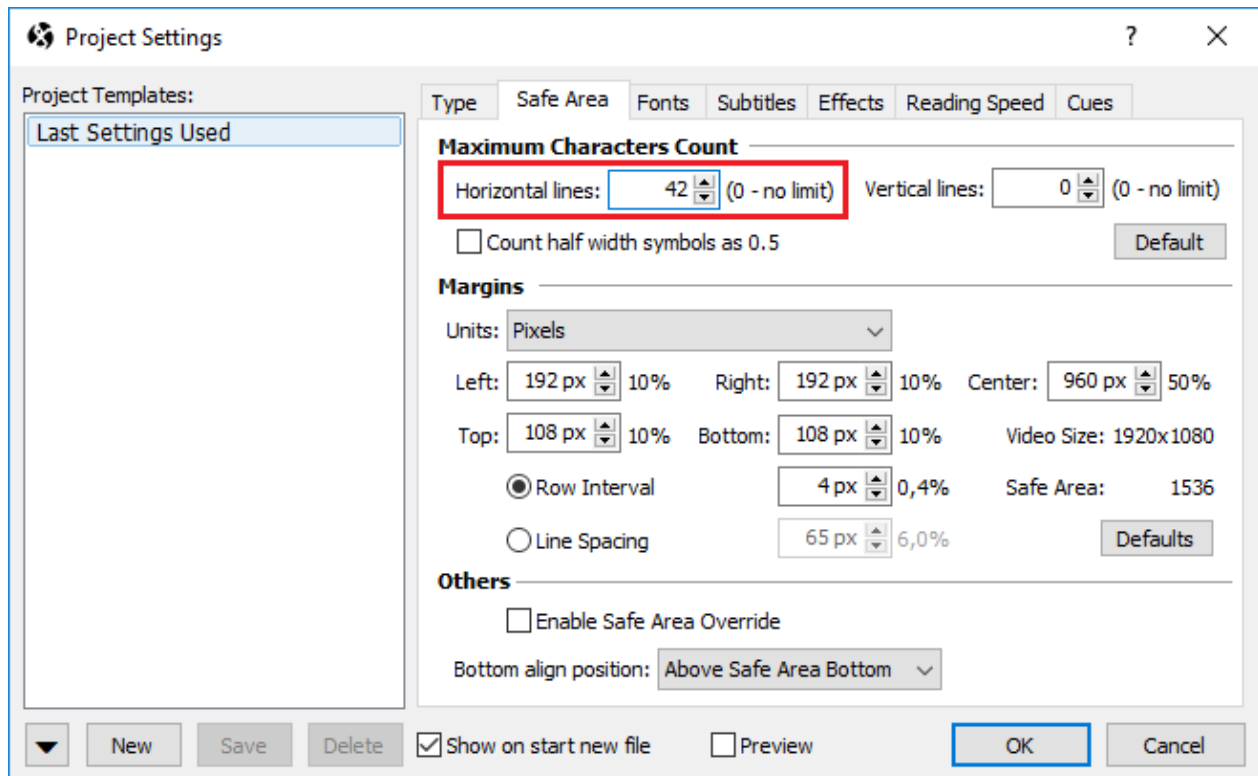 Project Settings ?
Project Templates:
Last Settings Used
Type Safe Area Fonts Subtitles Effects Reading Speed Cues
Maximum Characters Count
Horizontal lines: 42 (0 - no limit) Vertical lines: 0 (0 - no limit)
Count half width symbols as 0.5 Default
Margins
Units: Pixels
Left: 192 px 10% Right: 192 px 10% Center: 960 px 50%
Top: 108 px 10% Bottom: 108 px 10% Video Size: 1920x1080
Row Interval 4 px 0,4% Safe Area: 1536
Line Spacing 65 px 6,0% Defaults
Others
Enable Safe Area Override
Bottom align position: Above Safe Area Bottom
New Save Delete Show on start new file Preview OK Cancel